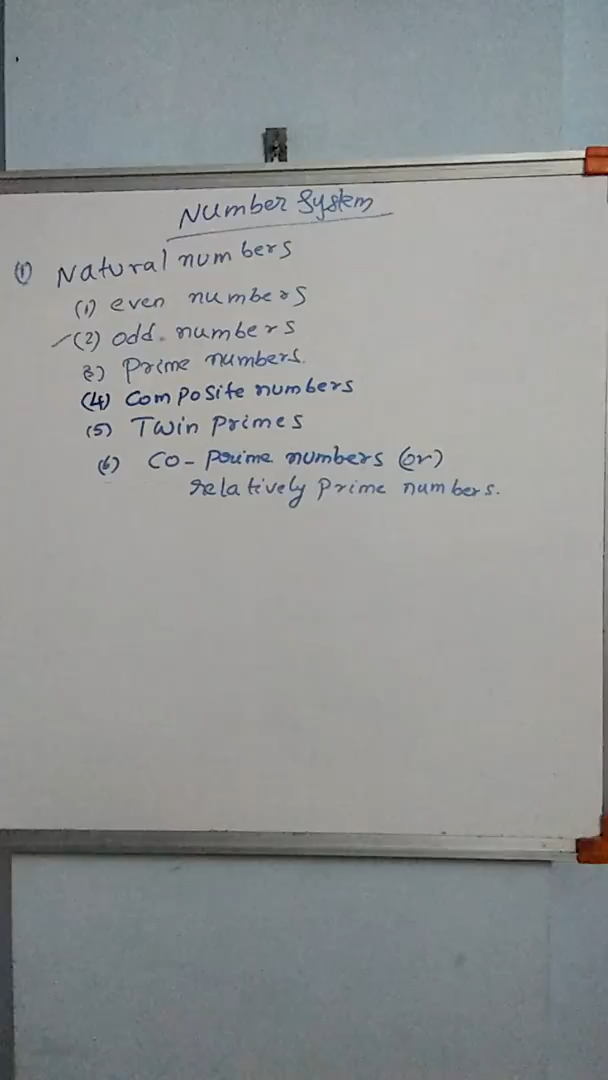 Number System
(1) Natural numbers
(1) even numbers
(2) odd. numbers
3) Prime numbers.
(4) Composite numbers
(5) Twin Primes
(6) Co-prime numbers (or)
relatively prime numbers.